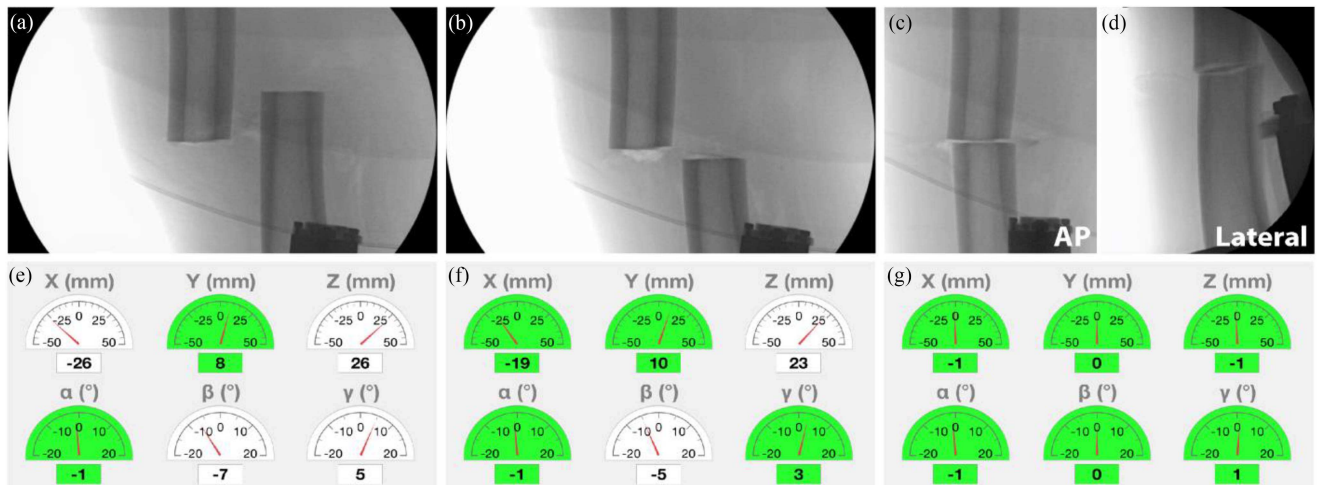 (a)
(b)
(c)
(d)
AP
Lateral
(e)
X (mm) Y (mm) Z (mm)
-50 -25 0 25 50 -50 -25 0 25 50 -50 -25 0 25 50
-26 8 26
α (°) β (°) γ (°)
-20 -10 0 10 20 -20 -10 0 10 20 -20 -10 0 10 20
-1 -7 5
(f)
X (mm) Y (mm) Z (mm)
-50 -25 0 25 50 -50 -25 0 25 50 -50 -25 0 25 50
-19 10 23
α (°) β (°) γ (°)
-20 -10 0 10 20 -20 -10 0 10 20 -20 -10 0 10 20
-1 -5 3
(g)
X (mm) Y (mm) Z (mm)
-50 -25 0 25 50 -50 -25 0 25 50 -50 -25 0 25 50
-1 0 -1
α (°) β (°) γ (°)
-20 -10 0 10 20 -20 -10 0 10 20 -20 -10 0 10 20
-1 0 1